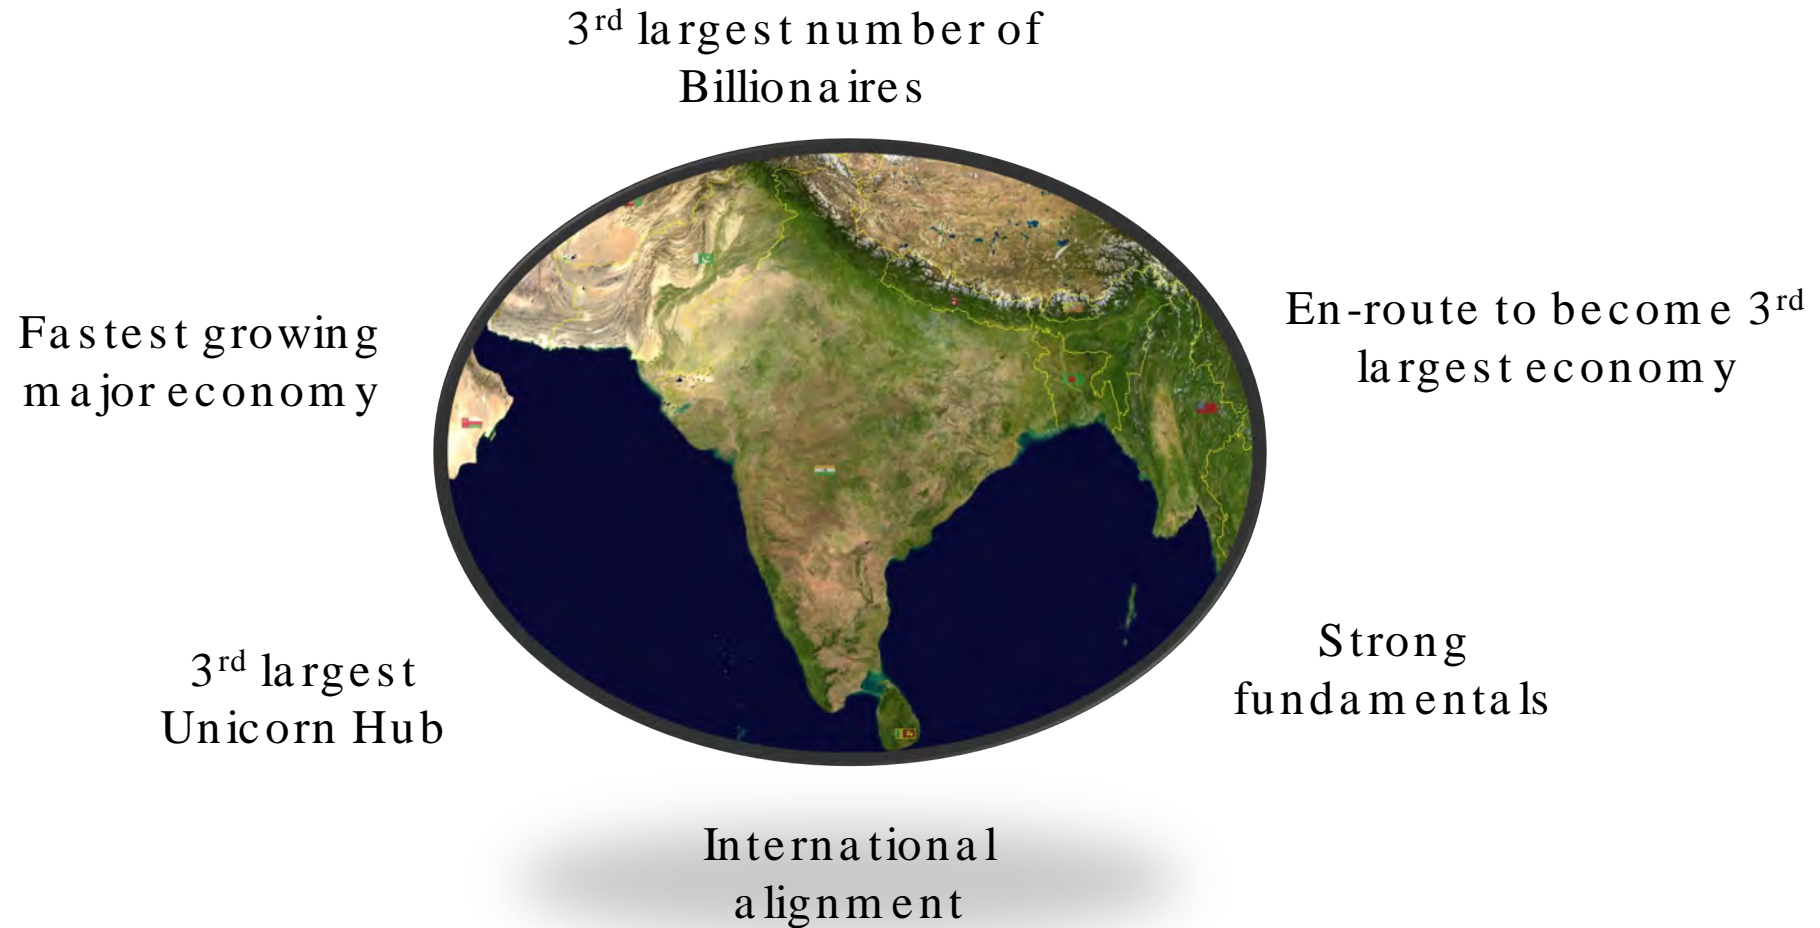 3rd largest number of
Billionaires
Fastest growing
major economy
En-route to become 3rd
largest economy
3rd largest
Unicorn Hub
Strong
fundamentals
International
alignment